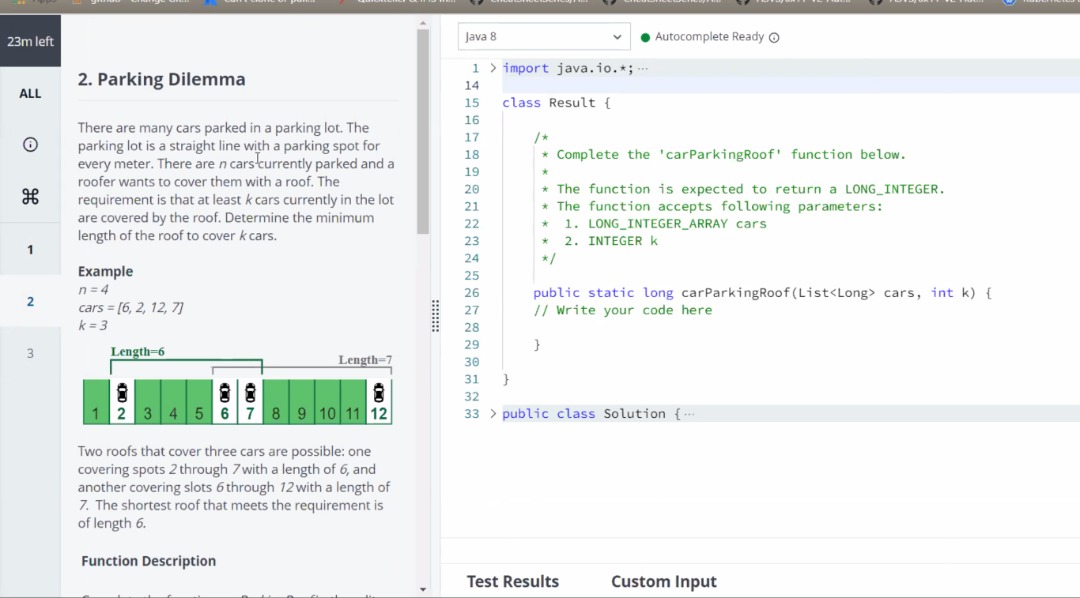 23m left
ALL
1
2
3
2. Parking Dilemma
There are many cars parked in a parking lot. The
parking lot is a straight line with a parking spot for
every meter. There are n cars currently parked and a
roofer wants to cover them with a roof. The
requirement is that at least k cars currently in the lot
are covered by the roof. Determine the minimum
length of the roof to cover k cars.
Example
n = 4
cars = [6, 2, 12, 7]
k = 3
Length=6
Length=7
1 2 3 4 5 6 7 8 9 10 11 12
Two roofs that cover three cars are possible: one
covering spots 2 through 7 with a length of 6, and
another covering slots 6 through 12 with a length of
7. The shortest roof that meets the requirement is
of length 6.
Function Description
Java 8
Autocomplete Ready
1 > import java.io.*; ...
14
15 class Result {
16
17 /*
18 * Complete the 'carParkingRoof' function below.
19 *
20 * The function is expected to return a LONG_INTEGER.
21 * The function accepts following parameters:
22 * 1. LONG_INTEGER_ARRAY cars
23 * 2. INTEGER k
24 */
25
26 public static long carParkingRoof(List<Long> cars, int k) {
27 // Write your code here
28
29 }
30
31 }
32
33 > public class Solution { ...
Test Results
Custom Input